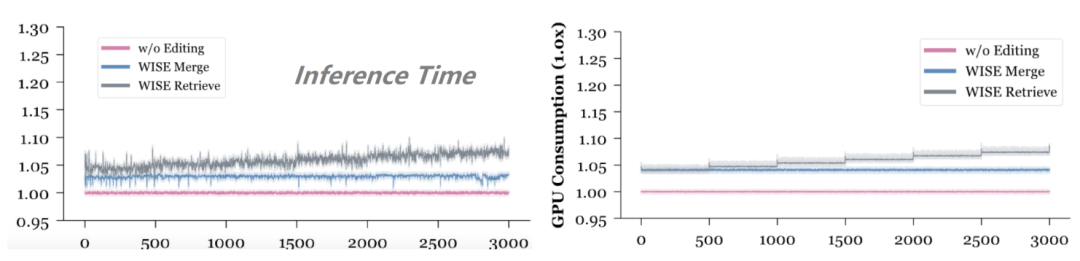 1.30
1.25
1.20
1.15
1.10
1.05
1.00
0.95
w/o Editing
WISE Merge
WISE Retrieve
Inference Time
0 500 1000 1500 2000 2500 3000
GPU Consumption (1.0x)
1.30
1.25
1.20
1.15
1.10
1.05
1.00
0.95
w/o Editing
WISE Merge
WISE Retrieve
0 500 1000 1500 2000 2500 3000